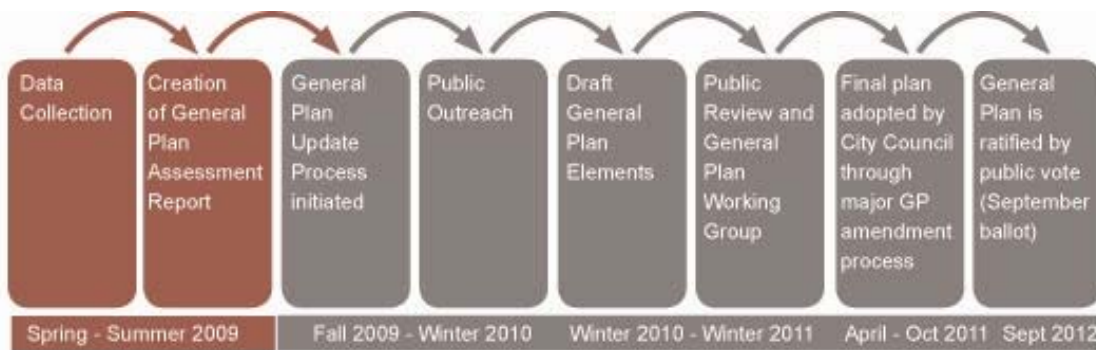 Data
Collection
Creation
of General
Plan
Assessment
Report
General
Plan
Update
Process
initiated
Public
Outreach
Draft
General
Plan
Elements
Public
Review and
General
Plan
Working
Group
Final plan
adopted by
City Council
through
major GP
amendment
process
General
Plan is
ratified by
public vote
(September
ballot)
Spring - Summer 2009
Fall 2009 - Winter 2010
Winter 2010 - Winter 2011
April - Oct 2011
Sept 2012